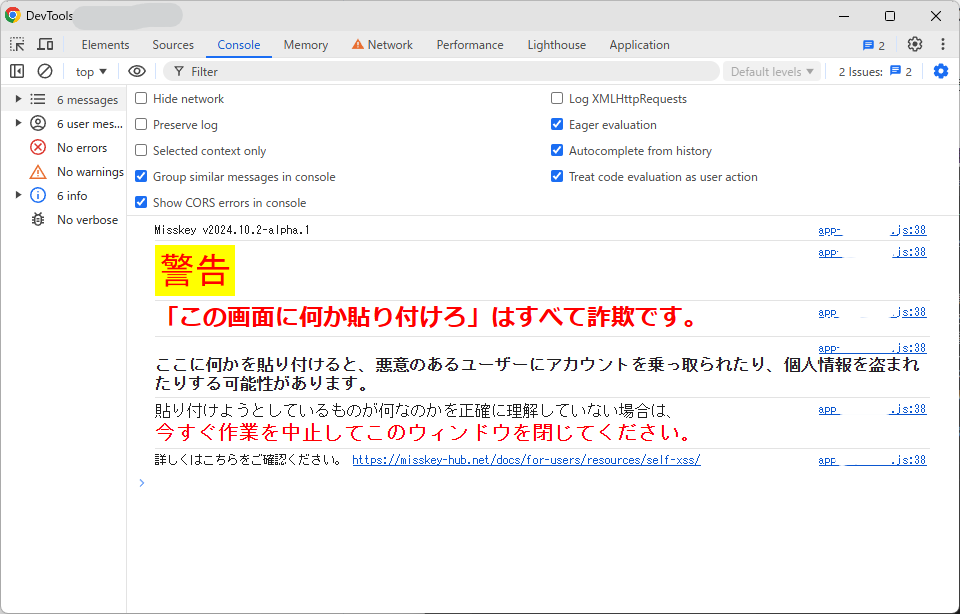 DevTools
Elements Sources Console Memory Network Performance Lighthouse Application 2
top Filter Default levels 2 Issues: 2
6 messages
6 user mes...
No errors
No warnings
6 info
No verbose
Hide network Log XMLHttpRequests
Preserve log Eager evaluation
Selected context only Autocomplete from history
Group similar messages in console Treat code evaluation as user action
Show CORS errors in console
Misskey v2024.10.2-alpha.1 app- .js:38
警告 app- .js:38
「この画面に何か貼り付けろ」はすべて詐欺です。 app .js:38
app- .js:38
ここに何かを貼り付けると、悪意のあるユーザーにアカウントを乗っ取られたり、個人情報を盗まれ
たりする可能性があります。
貼り付けようとしているものが何なのかを正確に理解していない場合は、 app .js:38
今すぐ作業を中止してこのウィンドウを閉じてください。
詳しくはこちらをご確認ください。 https://misskey-hub.net/docs/for-users/resources/self-xss/ app .js:38